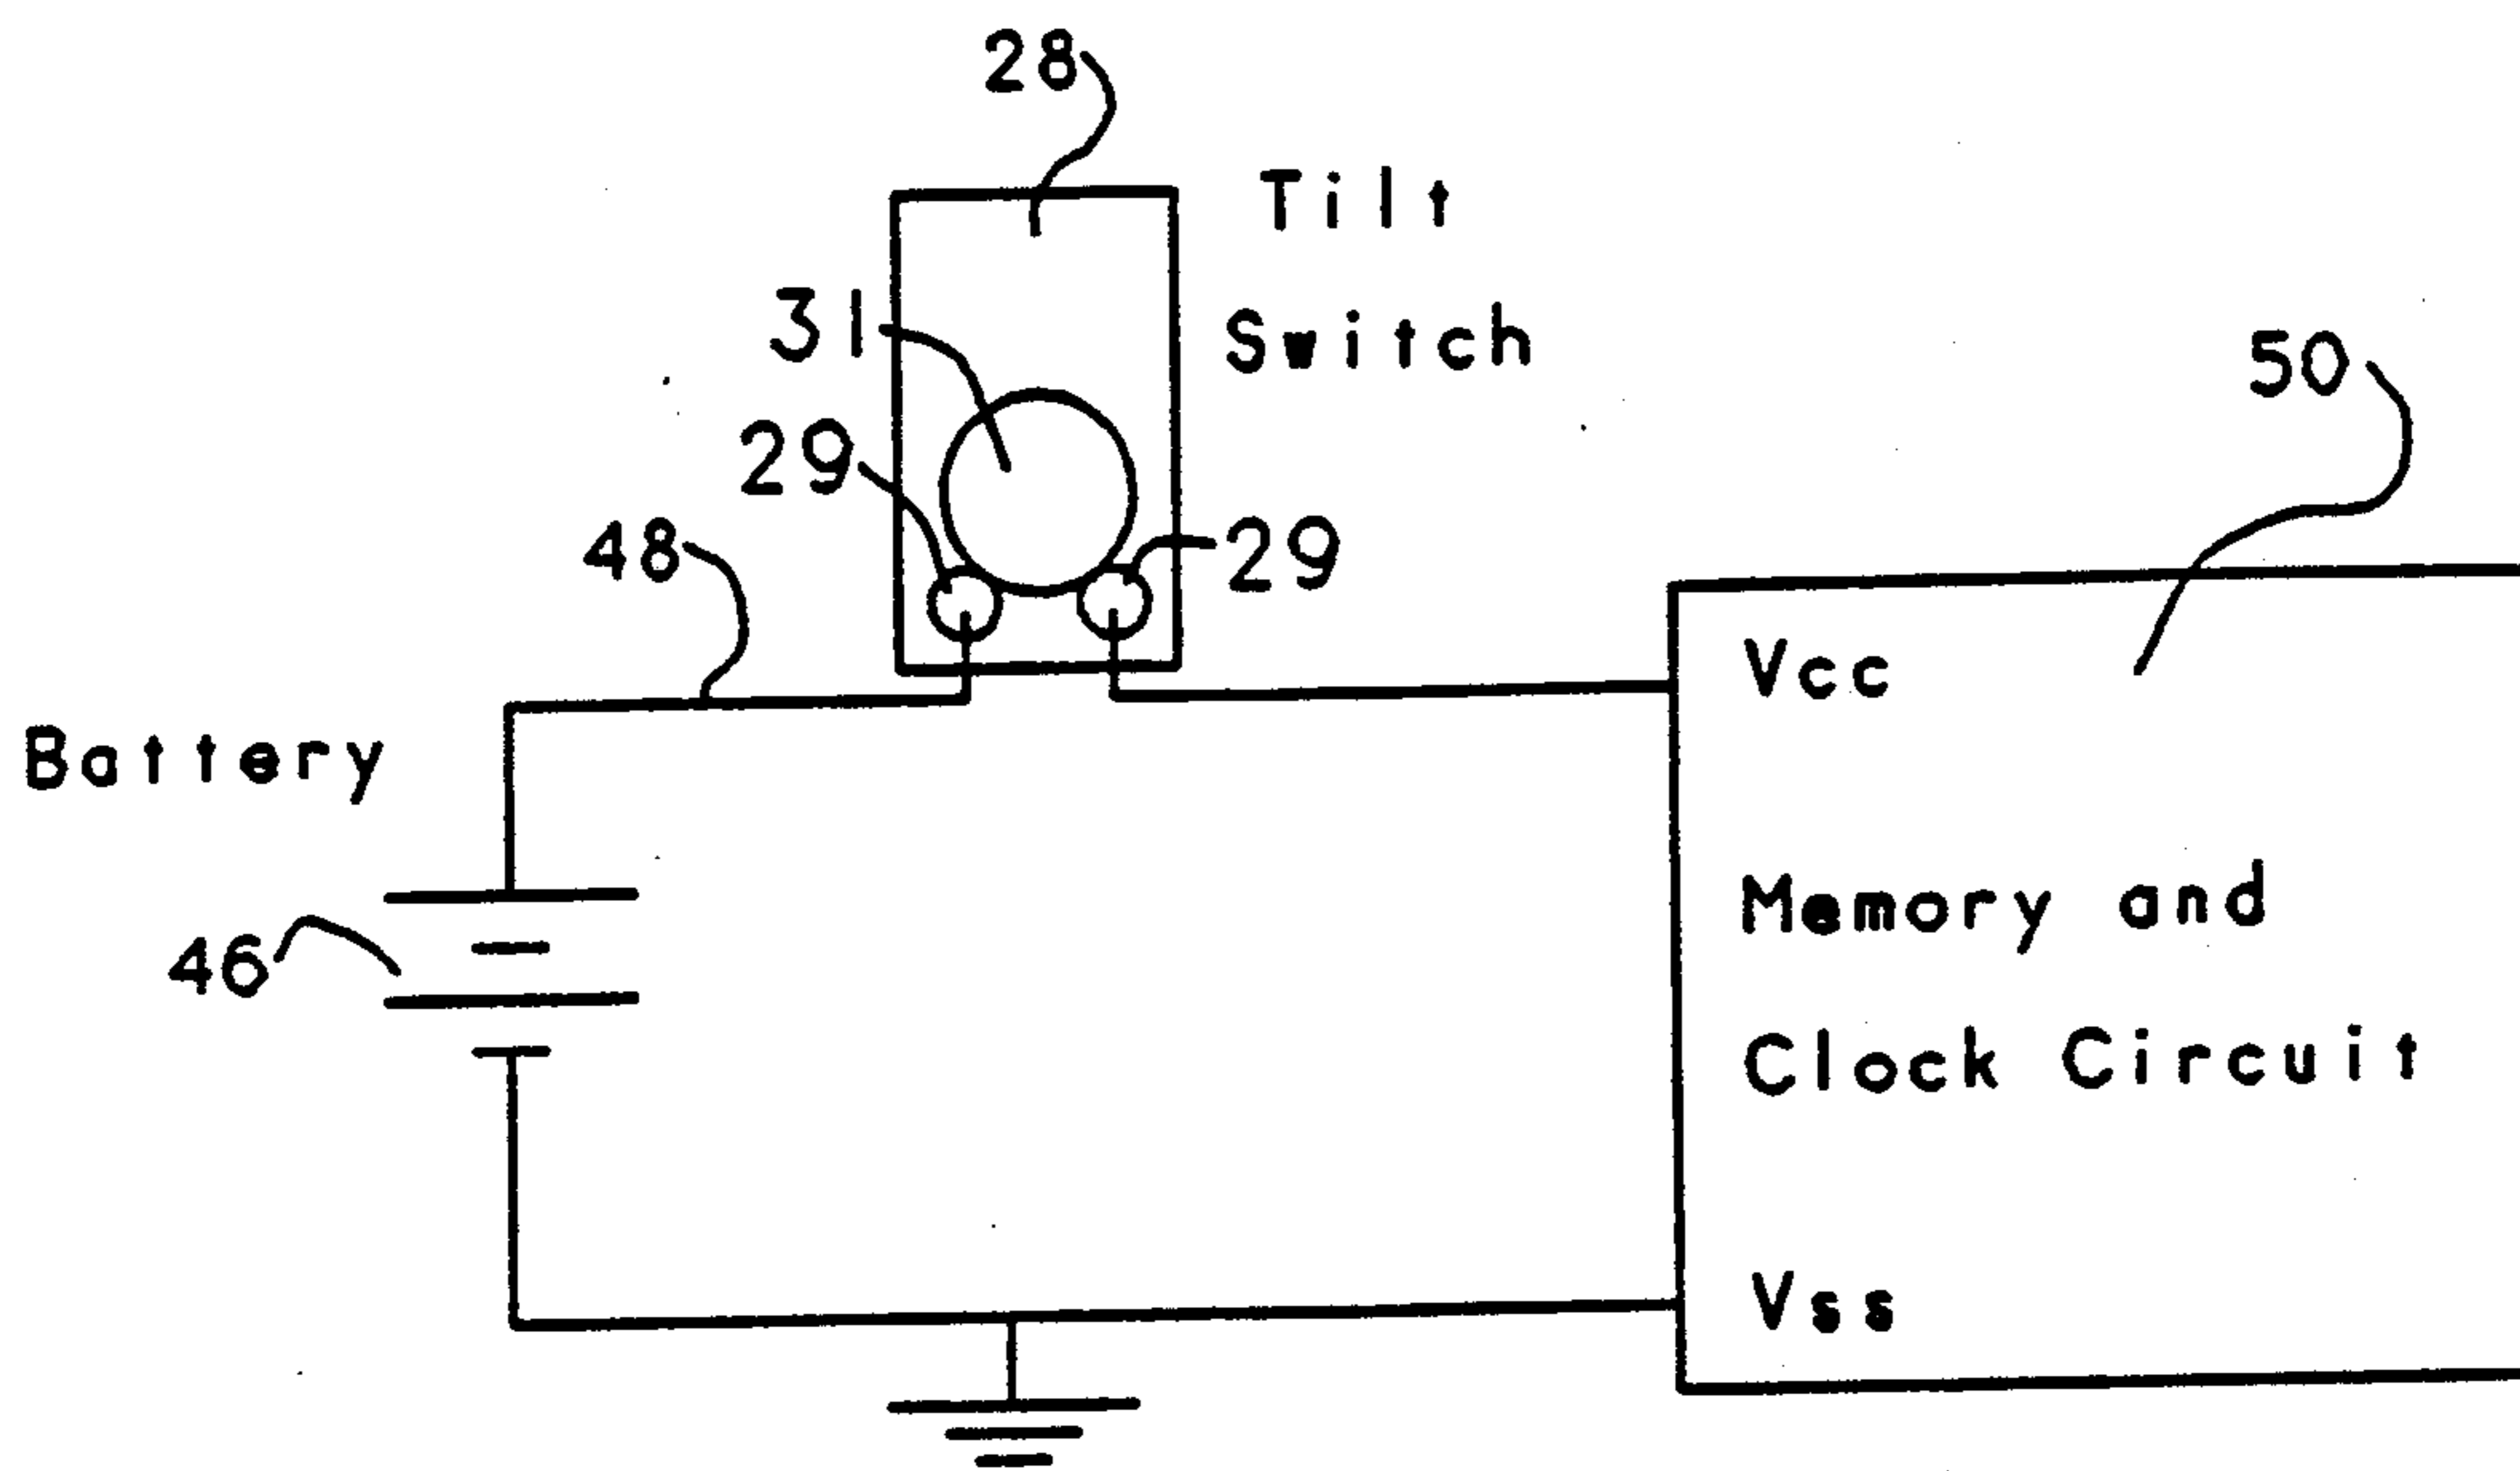 28
Tilt
31
Switch
50
29
48
29
Vcc
Battery
Memory and
46
Clock Circuit
Vss